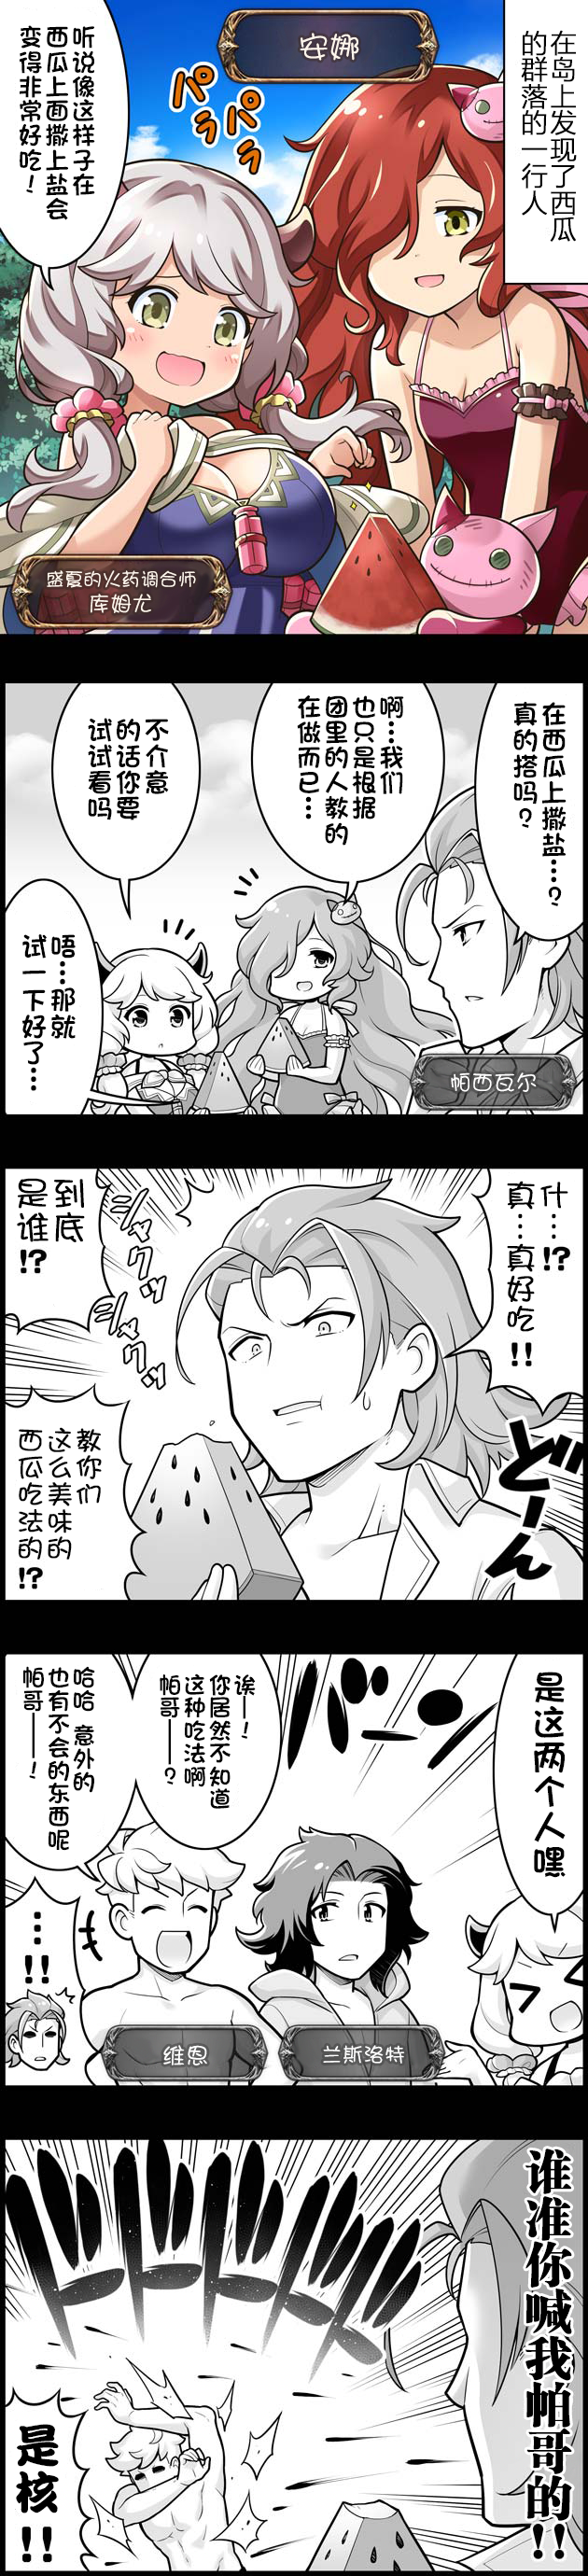 在岛上发现了西瓜
的群落的一行人
安娜
パラパラ
听说像这样子在
西瓜上面撒上盐会
变得非常好吃！
盛夏的火药调合师
库姆尤
在西瓜上撒盐…？
真的搭吗？
啊…我们
也只是根据
团里的人教的
在做而已…
不介意
的话你要
试试看吗
唔…那就
试一下好了…
帕西瓦尔
什…⁉
真…真好吃
‼
シャクッ
シャクッ
到底
是谁
⁉
どーん
教你们
这么美味的
西瓜吃法的
⁉
是这两个人嘿
バーン
诶—！
你居然不知道
这种吃法啊
帕哥——？
哈哈 意外的
也有不会的东西呢
帕哥——！
…‼
维恩
兰斯洛特
谁准你喊我帕哥的‼
ドドドドド
是核‼